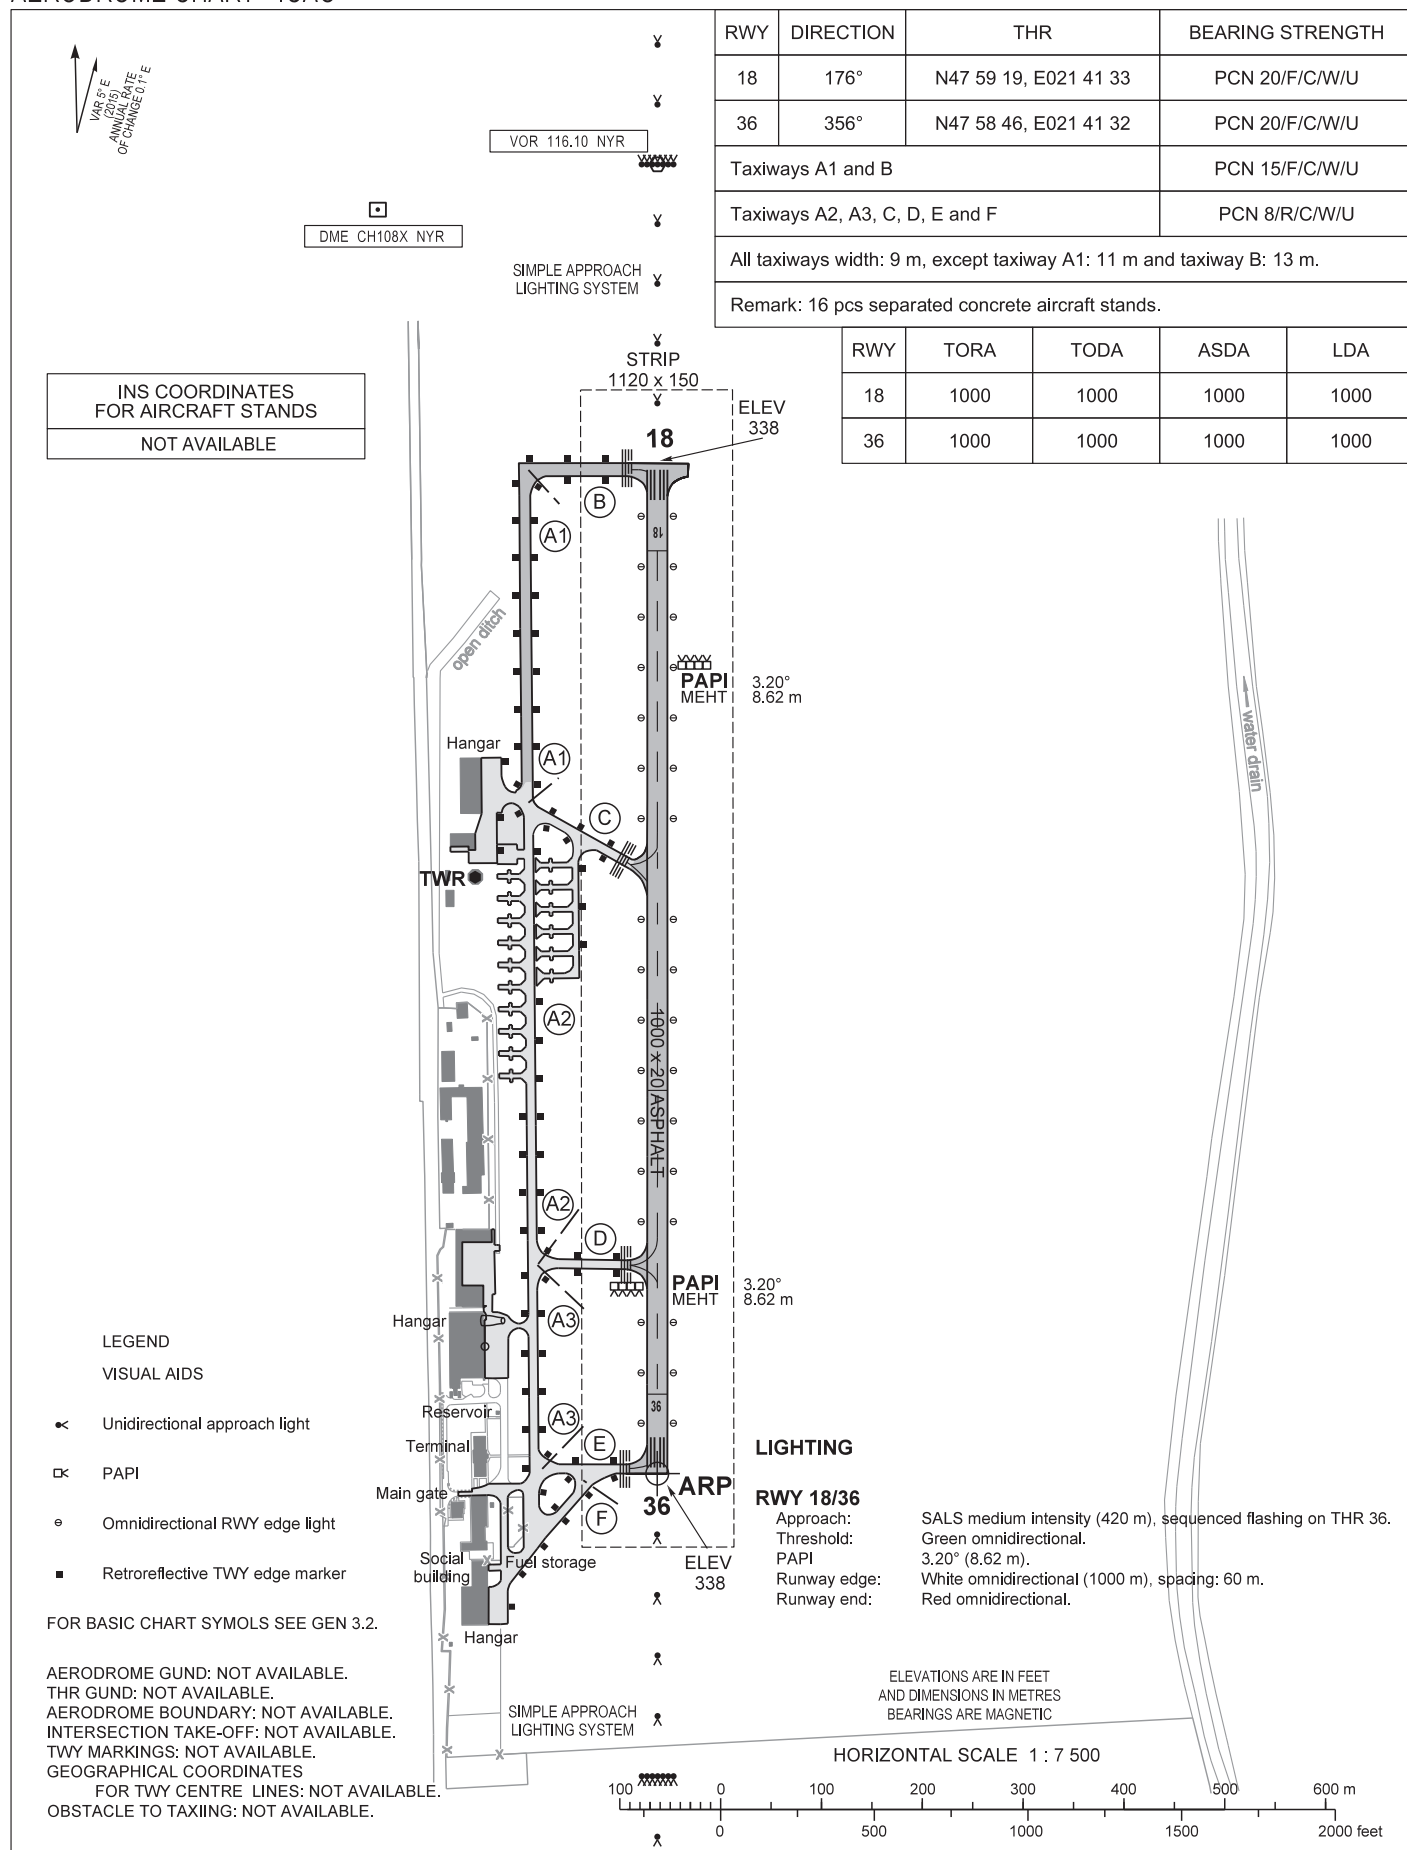 VAR 5° E
(2015)
ANNUAL RATE
OF CHANGE 0.1° E
VOR 116.10 NYR
DME CH108X NYR
RWY DIRECTION THR BEARING STRENGTH
18 176° N47 59 19, E021 41 33 PCN 20/F/C/W/U
36 356° N47 58 46, E021 41 32 PCN 20/F/C/W/U
Taxiways A1 and B PCN 15/F/C/W/U
Taxiways A2, A3, C, D, E and F PCN 8/R/C/W/U
All taxiways width: 9 m, except taxiway A1: 11 m and taxiway B: 13 m.
Remark: 16 pcs separated concrete aircraft stands.
RWY TORA TODA ASDA LDA
18 1000 1000 1000 1000
36 1000 1000 1000 1000
SIMPLE APPROACH
LIGHTING SYSTEM
STRIP
1120 x 150
INS COORDINATES
FOR AIRCRAFT STANDS
NOT AVAILABLE
ELEV
338
18
B
A1
18
open ditch
PAPI 3.20°
MEHT 8.62 m
water drain
Hangar
A1
C
TWR
A2
1000 x 20 ASPHALT
A2
D
PAPI 3.20°
MEHT 8.62 m
Hangar
A3
36
Reservoir
A3
Terminal
E
Main gate
ARP
36
F
Social
building
Fuel storage
ELEV
338
Hangar
LEGEND
VISUAL AIDS
Unidirectional approach light
PAPI
Omnidirectional RWY edge light
Retroreflective TWY edge marker
FOR BASIC CHART SYMOLS SEE GEN 3.2.
AERODROME GUND: NOT AVAILABLE.
THR GUND: NOT AVAILABLE.
AERODROME BOUNDARY: NOT AVAILABLE.
INTERSECTION TAKE-OFF: NOT AVAILABLE.
TWY MARKINGS: NOT AVAILABLE.
GEOGRAPHICAL COORDINATES
FOR TWY CENTRE LINES: NOT AVAILABLE.
OBSTACLE TO TAXIING: NOT AVAILABLE.
LIGHTING
RWY 18/36
Approach: SALS medium intensity (420 m), sequenced flashing on THR 36.
Threshold: Green omnidirectional.
PAPI 3.20° (8.62 m).
Runway edge: White omnidirectional (1000 m), spacing: 60 m.
Runway end: Red omnidirectional.
SIMPLE APPROACH
LIGHTING SYSTEM
ELEVATIONS ARE IN FEET
AND DIMENSIONS IN METRES
BEARINGS ARE MAGNETIC
HORIZONTAL SCALE 1 : 7 500
100 0 100 200 300 400 500 600 m
0 500 1000 1500 2000 feet